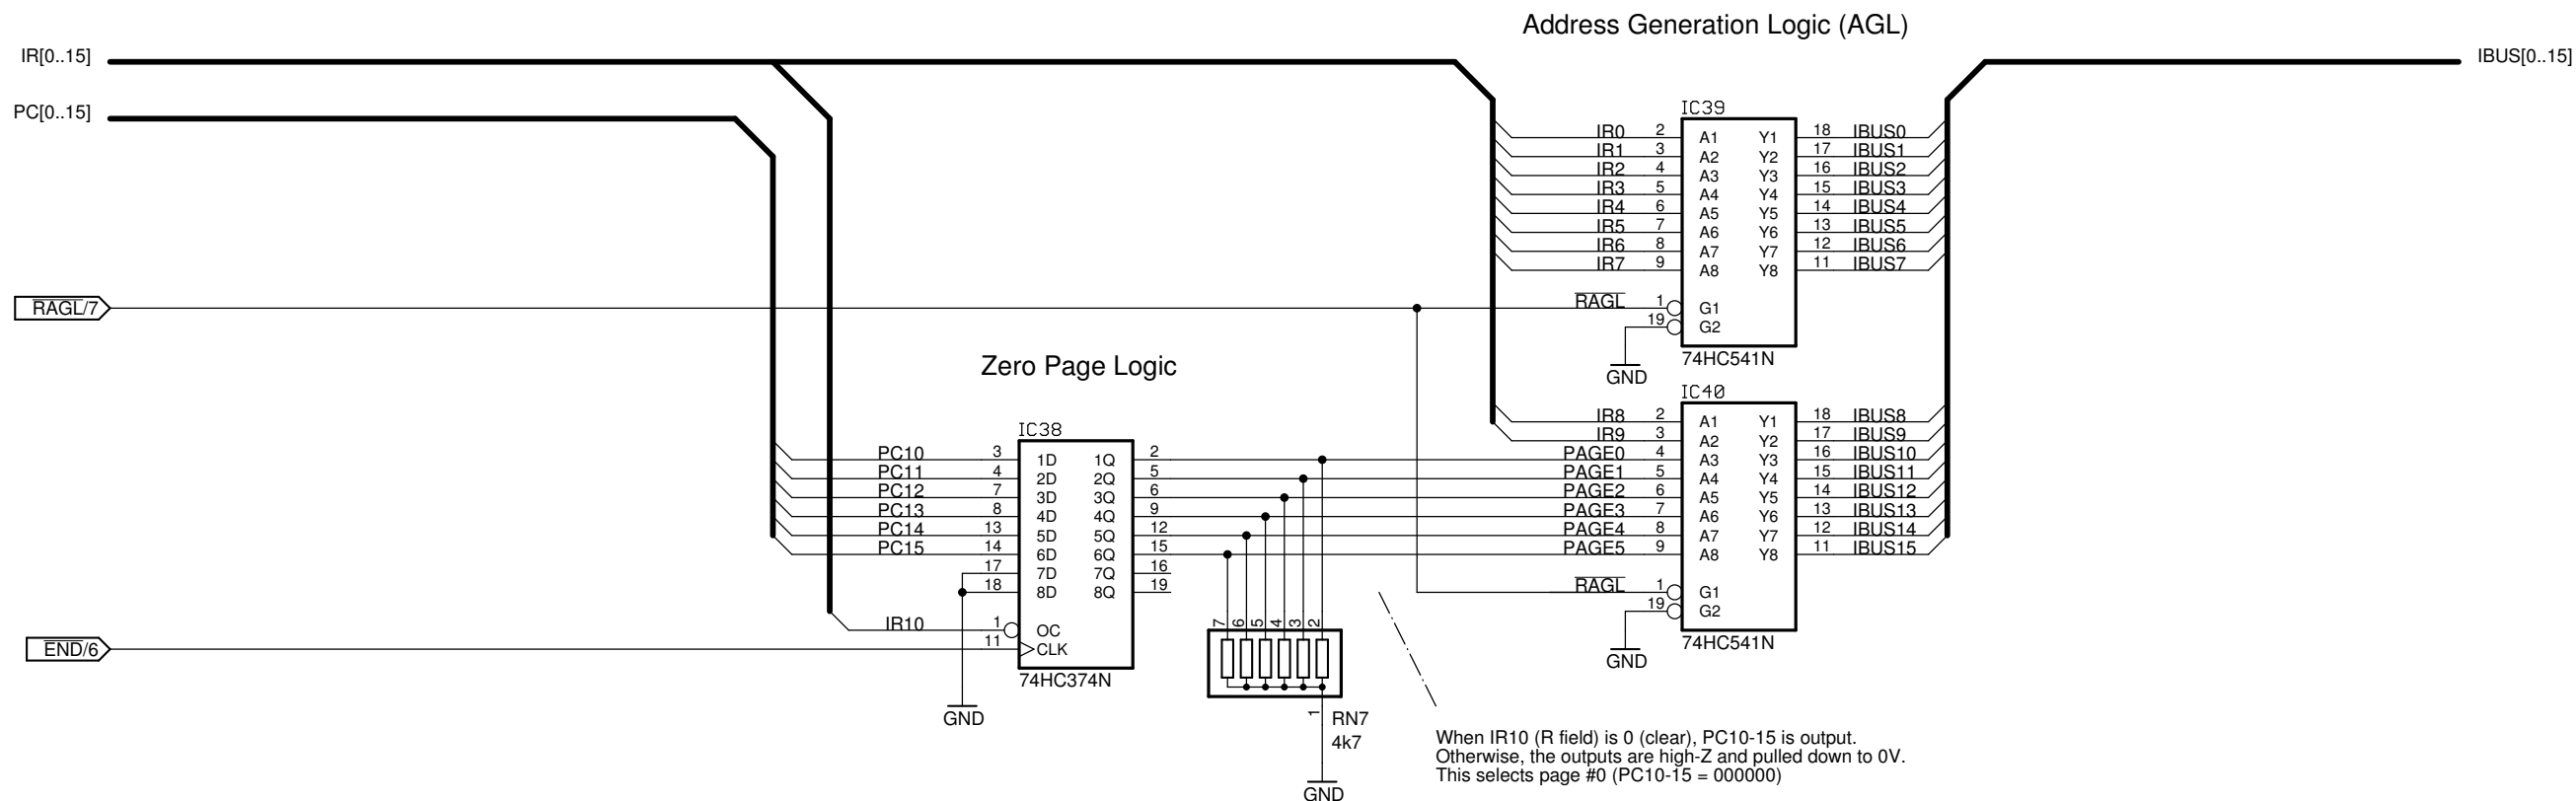 Address Generation Logic (AGL)
IR[0..15]
IBUS[0..15]
PC[0..15]
IC39
IR0 2 A1 Y1 18 IBUS0
IR1 3 A2 Y2 17 IBUS1
IR2 4 A3 Y3 16 IBUS2
IR3 5 A4 Y4 15 IBUS3
IR4 6 A5 Y5 14 IBUS4
IR5 7 A6 Y6 13 IBUS5
IR6 8 A7 Y7 12 IBUS6
IR7 9 A8 Y8 11 IBUS7
RAGL/7
RAGL 1 G1
19 G2
74HC541N
GND
Zero Page Logic
IC40
IR8 2 A1 Y1 18 IBUS8
IR9 3 A2 Y2 17 IBUS9
PAGE0 4 A3 Y3 16 IBUS10
PAGE1 5 A4 Y4 15 IBUS11
PAGE2 6 A5 Y5 14 IBUS12
PAGE3 7 A6 Y6 13 IBUS13
PAGE4 8 A7 Y7 12 IBUS14
PAGE5 9 A8 Y8 11 IBUS15
RAGL 1 G1
19 G2
74HC541N
GND
IC38
PC10 3 1D 1Q 2
PC11 4 2D 2Q 5
PC12 7 3D 3Q 6
PC13 8 4D 4Q 9
PC14 13 5D 5Q 12
PC15 14 6D 6Q 15
17 7D 7Q 16
18 8D 8Q 19
IR10 1 OC
END/6
11 CLK
74HC374N
GND
7 6 5 4 3 2
1
RN7
4k7
GND
When IR10 (R field) is 0 (clear), PC10-15 is output.
Otherwise, the outputs are high-Z and pulled down to 0V.
This selects page #0 (PC10-15 = 000000)